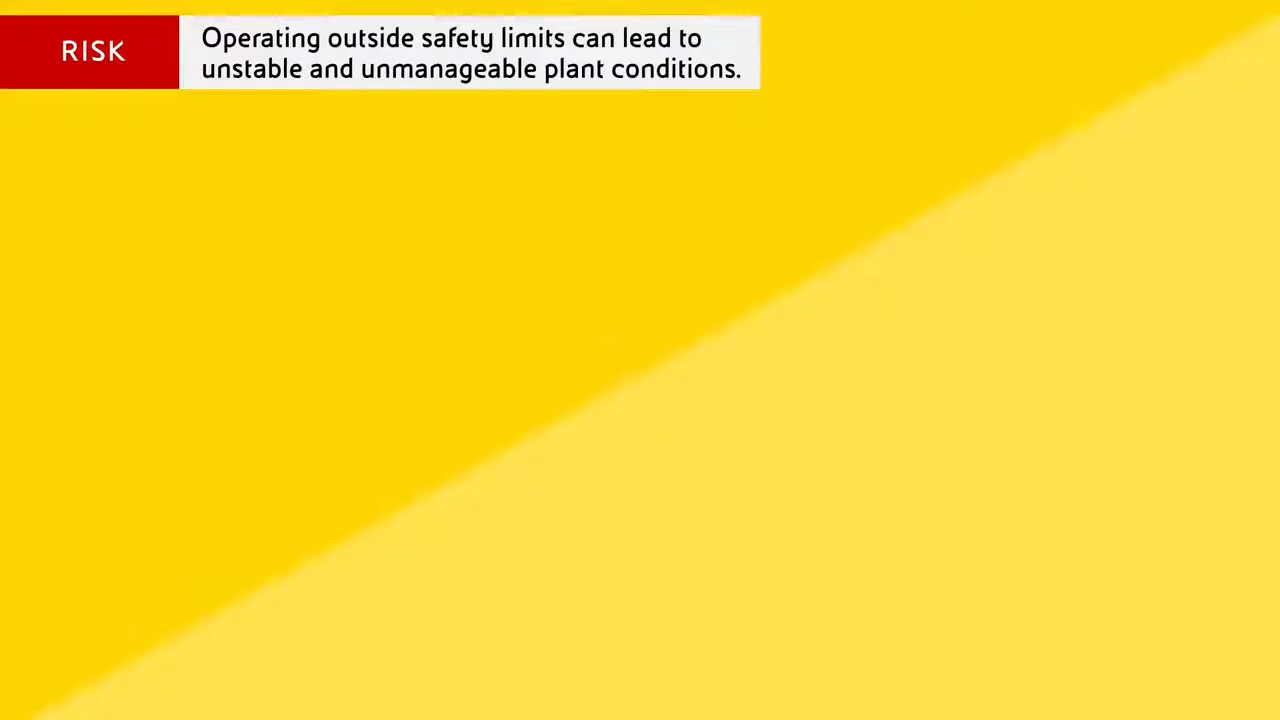 RISK
Operating outside safety limits can lead to
unstable and unmanageable plant conditions.